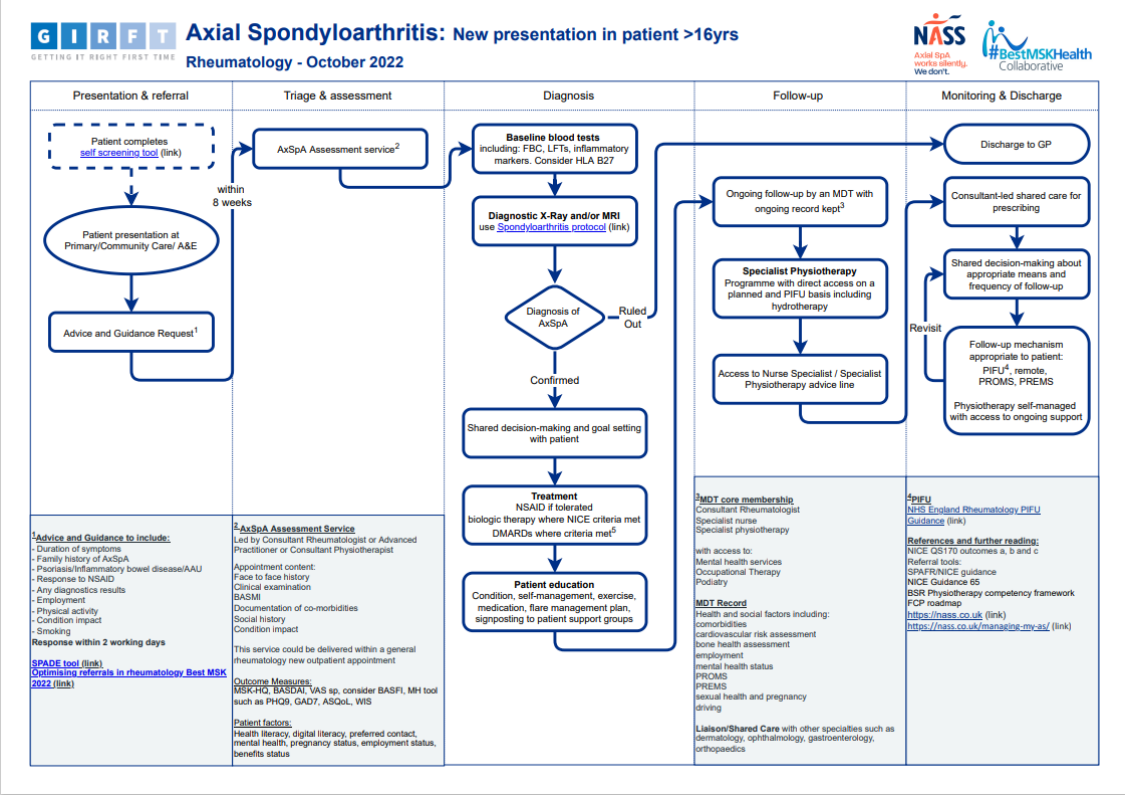 G I R F T
GETTING IT RIGHT FIRST TIME
Axial Spondyloarthritis: New presentation in patient >16yrs
Rheumatology - October 2022
NASS
Axial SpA
works silently.
We don't.
#BestMSKHealth
Collaborative
Presentation & referral
Triage & assessment
Diagnosis
Follow-up
Monitoring & Discharge
Patient completes
self screening tool (link)
Patient presentation at
Primary/Community Care/ A&E
Advice and Guidance Request1
within
8 weeks
AxSpA Assessment service2
Baseline blood tests
including: FBC, LFTs, inflammatory
markers. Consider HLA B27
Diagnostic X-Ray and/or MRI
use Spondyloarthritis protocol (link)
Diagnosis of
AxSpA
Ruled
Out
Confirmed
Shared decision-making and goal setting
with patient
Treatment
NSAID if tolerated
biologic therapy where NICE criteria met
DMARDs where criteria met5
Patient education
Condition, self-management, exercise,
medication, flare management plan,
signposting to patient support groups
Ongoing follow-up by an MDT with
ongoing record kept3
Specialist Physiotherapy
Programme with direct access on a
planned and PIFU basis including
hydrotherapy
Access to Nurse Specialist / Specialist
Physiotherapy advice line
Discharge to GP
Consultant-led shared care for
prescribing
Shared decision-making about
appropriate means and
frequency of follow-up
Revisit
Follow-up mechanism
appropriate to patient:
PIFU4, remote,
PROMS, PREMS
Physiotherapy self-managed
with access to ongoing support
1Advice and Guidance to include:
- Duration of symptoms
- Family history of AxSpA
- Psoriasis/Inflammatory bowel disease/AAU
- Response to NSAID
- Any diagnostics results
- Employment
- Physical activity
- Condition impact
- Smoking
Response within 2 working days
SPADE tool (link)
Optimising referrals in rheumatology Best MSK
2022 (link)
2 AxSpA Assessment Service
Led by Consultant Rheumatologist or Advanced
Practitioner or Consultant Physiotherapist
Appointment content:
Face to face history
Clinical examination
BASMI
Documentation of co-morbidities
Social history
Condition impact
This service could be delivered within a general
rheumatology new outpatient appointment
Outcome Measures:
MSK-HQ, BASDAI, VAS sp, consider BASFI, MH tool
such as PHQ9, GAD7, ASQoL, WIS
Patient factors:
Health literacy, digital literacy, preferred contact,
mental health, pregnancy status, employment status,
benefits status
3MDT core membership
Consultant Rheumatologist
Specialist nurse
Specialist physiotherapy
with access to:
Mental health services
Occupational Therapy
Podiatry
MDT Record
Health and social factors including:
comorbidities
cardiovascular risk assessment
bone health assessment
employment
mental health status
PROMS
PREMS
sexual health and pregnancy
driving
Liaison/Shared Care with other specialties such as
dermatology, ophthalmology, gastroenterology,
orthopaedics
4PIFU
NHS England Rheumatology PIFU
Guidance (link)
References and further reading:
NICE QS170 outcomes a, b and c
Referral tools:
SPAFR/NICE guidance
NICE Guidance 65
BSR Physiotherapy competency framework
FCP roadmap
https://nass.co.uk (link)
https://nass.co.uk/managing-my-as/ (link)